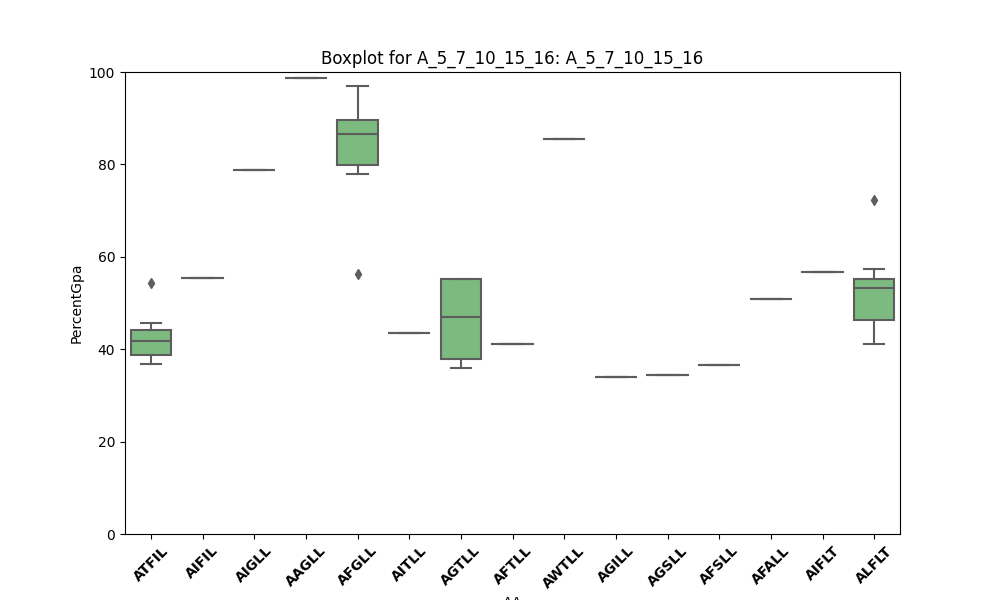 Boxplot for A_5_7_10_15_16: A_5_7_10_15_16
100
80
60
40
20
0
PercentGpa
ATFIL AIFIL AIGLL AAGLL AFGLL AITLL AGTLL AFTLL AWTLL AGILL AGSLL AFSLL AFALL AIFLT ALFLT